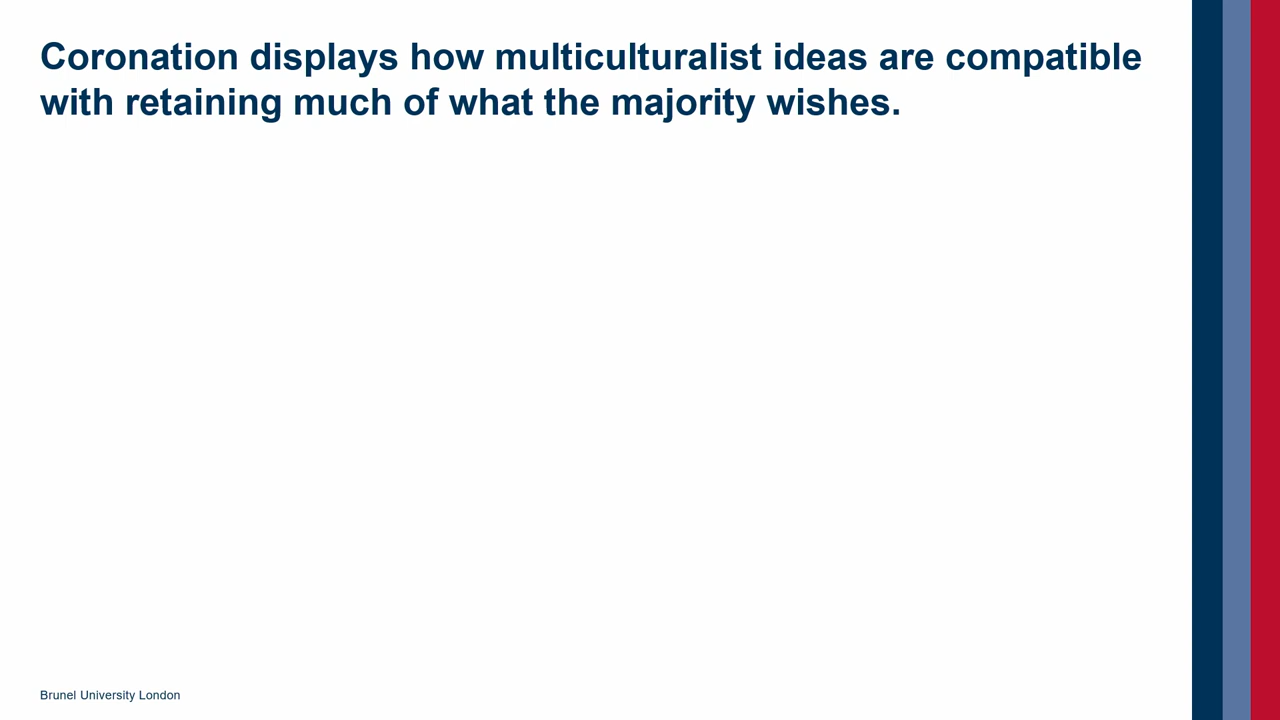 Coronation displays how multiculturalist ideas are compatible
with retaining much of what the majority wishes.
Brunel University London